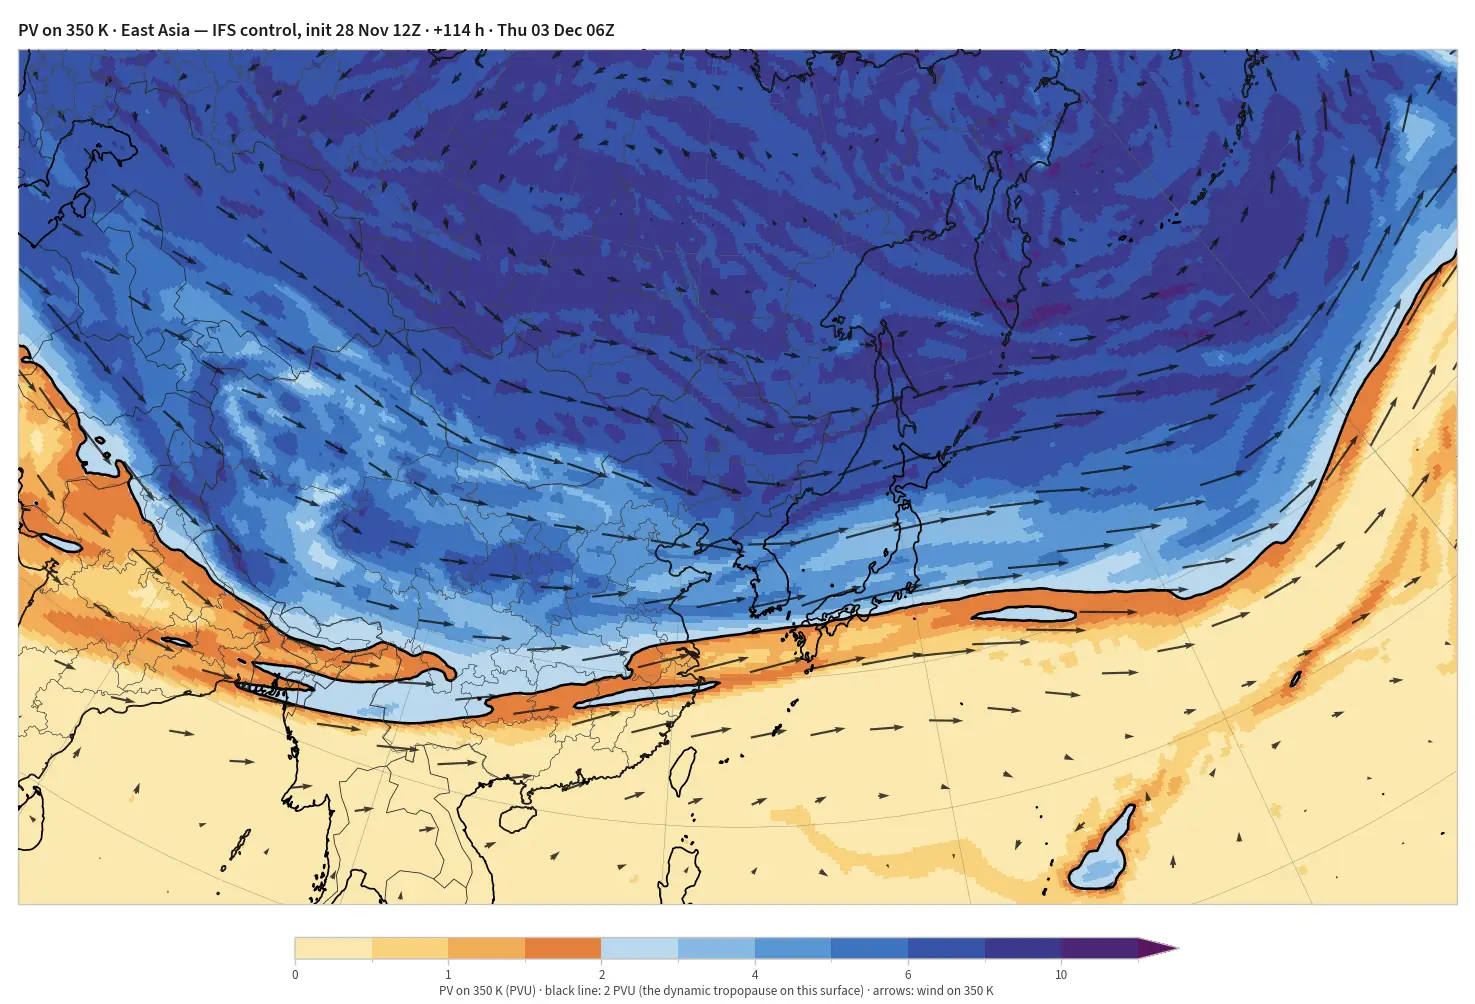 PV on 350 K · East Asia — IFS control, init 28 Nov 12Z · +114 h · Thu 03 Dec 06Z
0 1 2 4 6 10
PV on 350 K (PVU) · black line: 2 PVU (the dynamic tropopause on this surface) · arrows: wind on 350 K